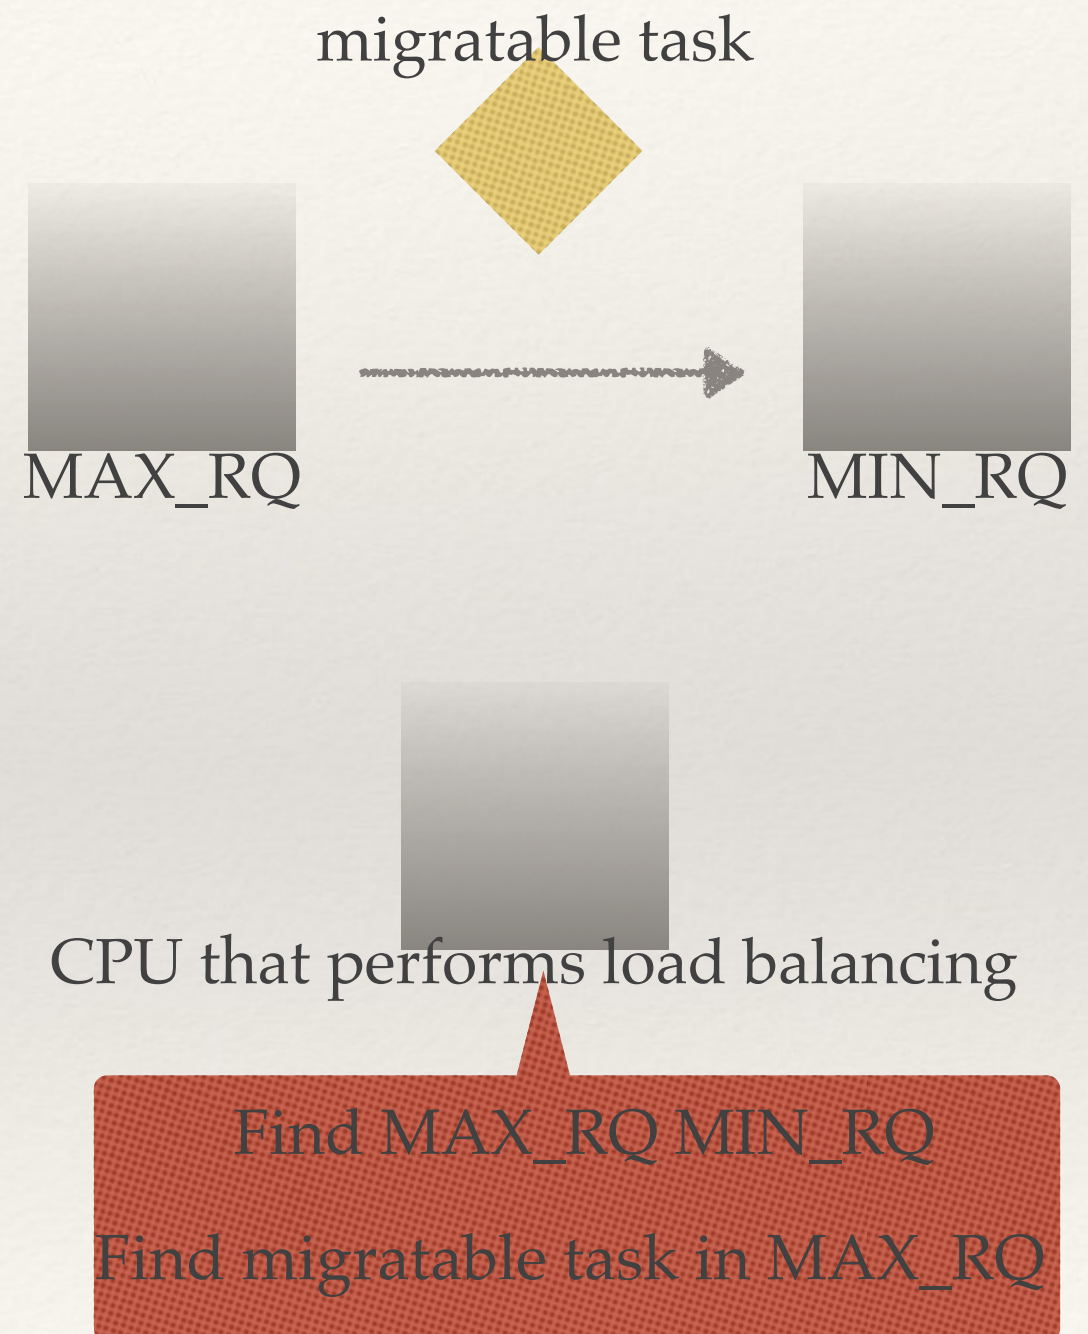 migratable task
MAX_RQ
MIN_RQ
CPU that performs load balancing
Find MAX_RQ MIN_RQ
Find migratable task in MAX_RQ